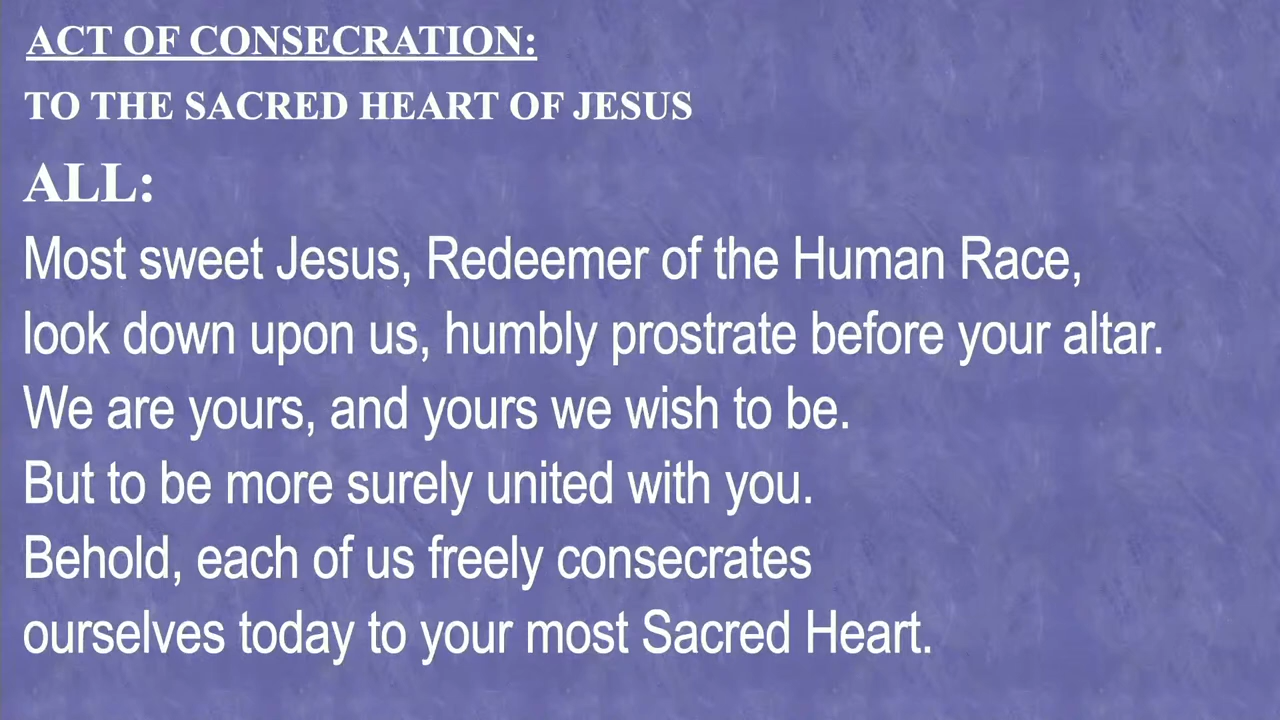 ACT OF CONSECRATION:
TO THE SACRED HEART OF JESUS
ALL:
Most sweet Jesus, Redeemer of the Human Race,
look down upon us, humbly prostrate before your altar.
We are yours, and yours we wish to be.
But to be more surely united with you.
Behold, each of us freely consecrates
ourselves today to your most Sacred Heart.